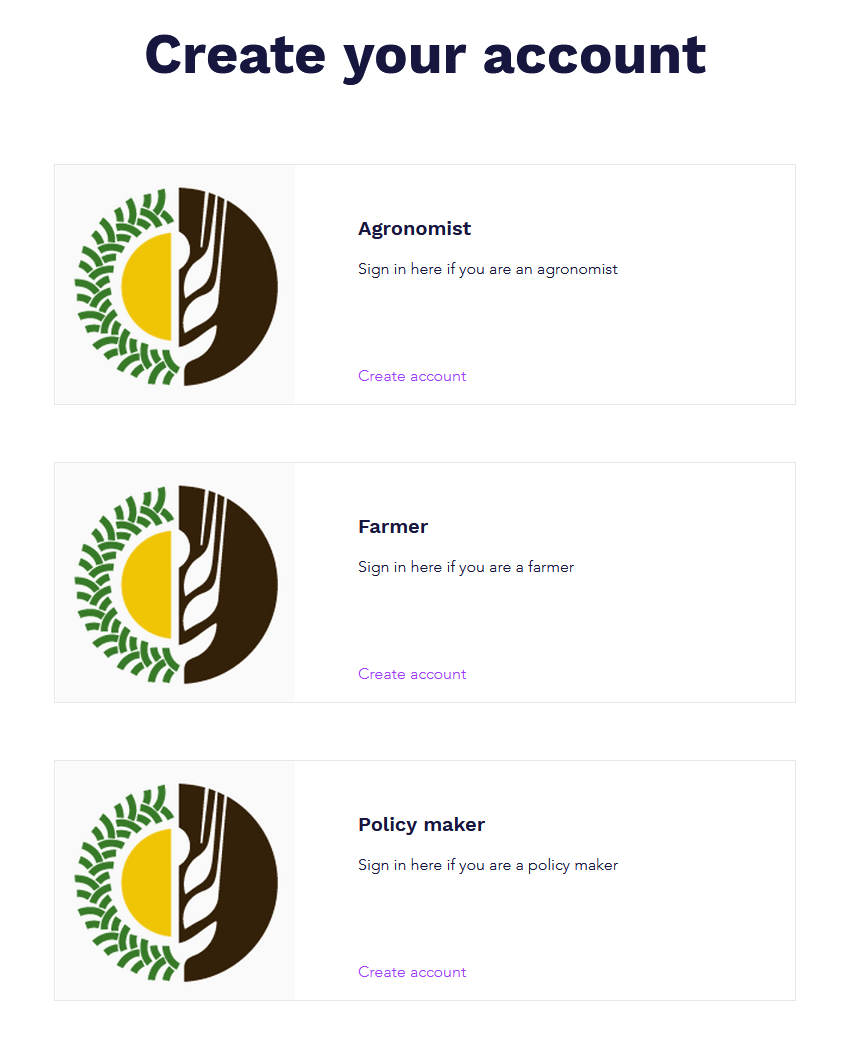 Create your account
Agronomist
Sign in here if you are an agronomist
Create account
Farmer
Sign in here if you are a farmer
Create account
Policy maker
Sign in here if you are a policy maker
Create account